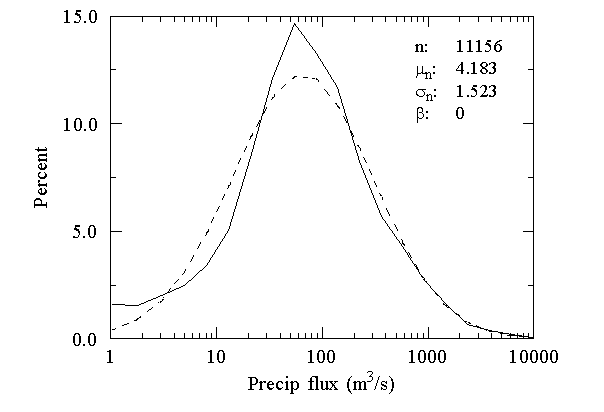 15.0
10.0
5.0
0.0
Percent
n: 11156
μn: 4.183
σn: 1.523
β: 0
1 10 100 1000 10000
Precip flux (m³/s)